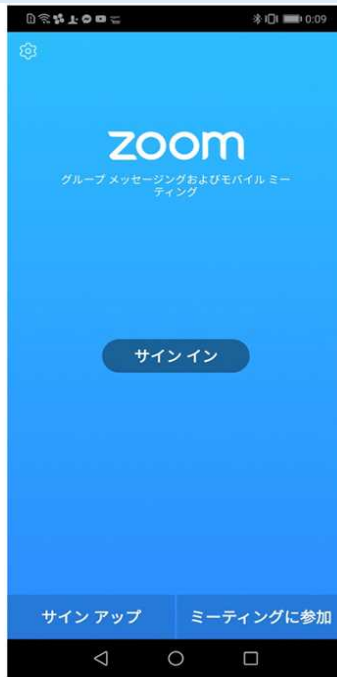 0:09
zoom
グループ メッセージングおよびモバイル ミー
ティング
サイン イン
サイン アップ
ミーティングに参加